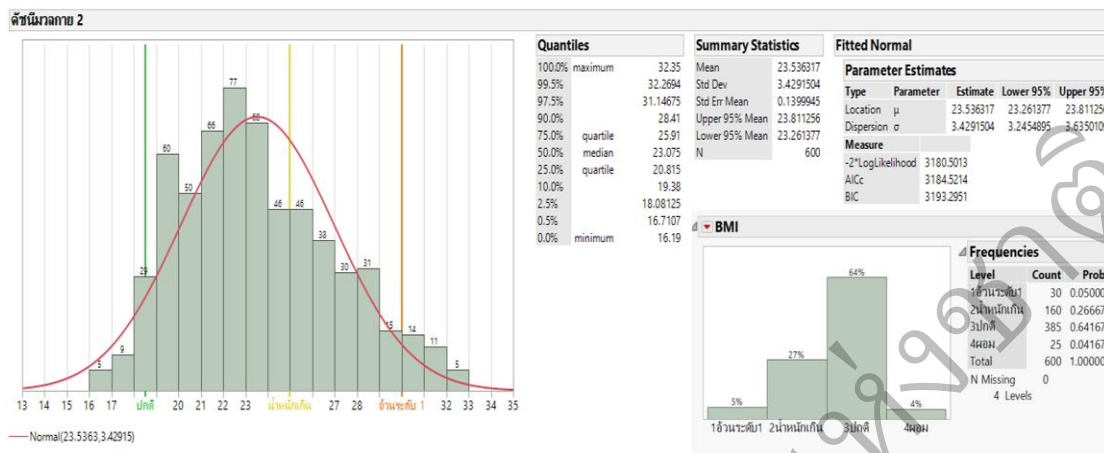 ดัชนีมวลกาย 2
77
66
68
60
50
46 46
38
30 31
29
15 14
11
9
5
5
13 14 15 16 17 ปกติ 20 21 22 23 น้ำหนักเกิน 27 28 อ้วนระดับ 1 32 33 34 35
Normal(23.5363,3.42915)
Quantiles
100.0% maximum 32.35
99.5% 32.2694
97.5% 31.14675
90.0% 28.41
75.0% quartile 25.91
50.0% median 23.075
25.0% quartile 20.815
10.0% 19.38
2.5% 18.08125
0.5% 16.7107
0.0% minimum 16.19
Summary Statistics
Mean 23.536317
Std Dev 3.4291504
Std Err Mean 0.1399945
Upper 95% Mean 23.811256
Lower 95% Mean 23.261377
N 600
Fitted Normal
Parameter Estimates
Type Parameter Estimate Lower 95% Upper 95%
Location μ 23.536317 23.261377 23.811256
Dispersion σ 3.4291504 3.2454895 3.6350109
Measure
-2*LogLikelihood 3180.5013
AICc 3184.5214
BIC 3193.2951
BMI
64%
27%
5%
4%
1อ้วนระดับ1 2น้ำหนักเกิน 3ปกติ 4ผอม
Frequencies
Level Count Prob
1อ้วนระดับ1 30 0.05000
2น้ำหนักเกิน 160 0.26667
3ปกติ 385 0.64167
4ผอม 25 0.04167
Total 600 1.00000
N Missing 0
4 Levels